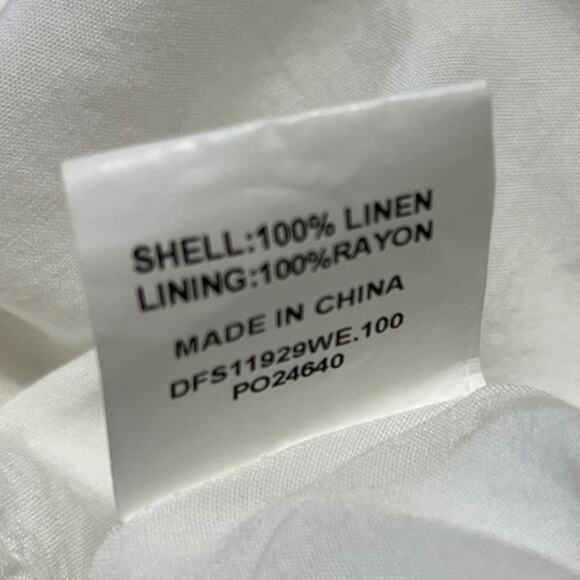 SHELL:100% LINEN
LINING:100%RAYON
MADE IN CHINA
DFS11929WE.100
PO24640